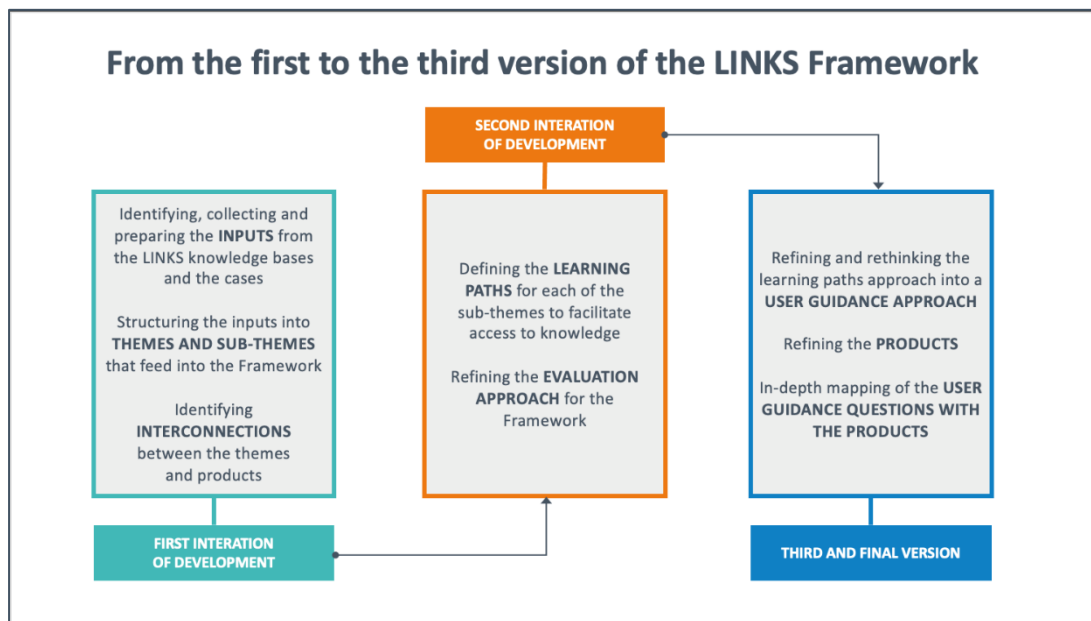 From the first to the third version of the LINKS Framework
Identifying, collecting and
preparing the INPUTS from
the LINKS knowledge bases
and the cases
Structuring the inputs into
THEMES AND SUB-THEMES
that feed into the Framework
Identifying
INTERCONNECTIONS
between the themes
and products
FIRST INTERATION
OF DEVELOPMENT
SECOND INTERATION
OF DEVELOPMENT
Defining the LEARNING
PATHS for each of the
sub-themes to facilitate
access to knowledge
Refining the EVALUATION
APPROACH for the
Framework
Refining and rethinking the
learning paths approach into a
USER GUIDANCE APPROACH
Refining the PRODUCTS
In-depth mapping of the USER
GUIDANCE QUESTIONS WITH
THE PRODUCTS
THIRD AND FINAL VERSION